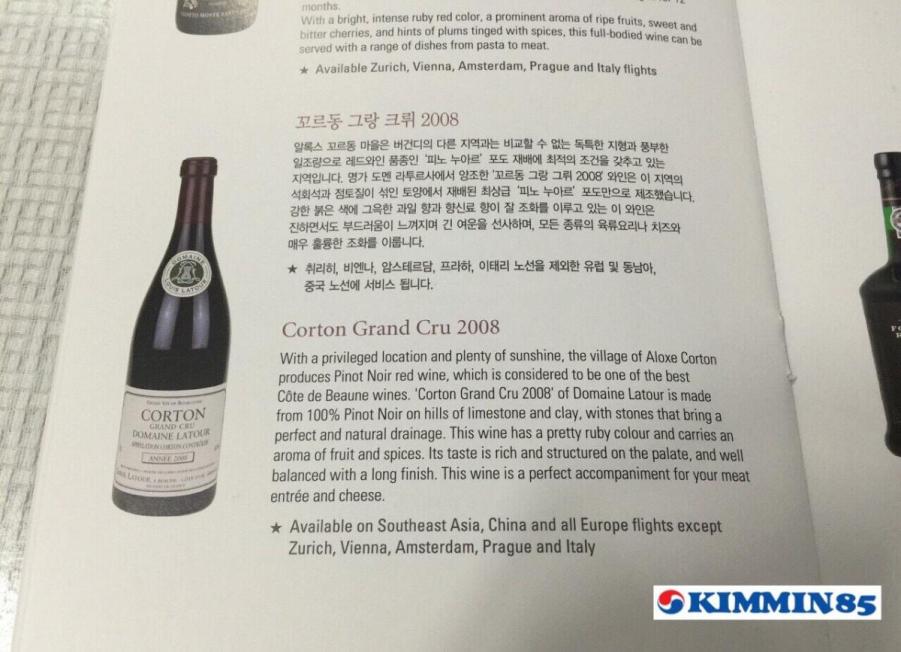 months.
With a bright, intense ruby red color, a prominent aroma of ripe fruits, sweet and
bitter cherries, and hints of plums tinged with spices, this full-bodied wine can be
served with a range of dishes from pasta to meat.
★ Available Zurich, Vienna, Amsterdam, Prague and Italy flights
꼬르동 그랑 크뤼 2008
알록스 꼬르동 마을은 버건디의 다른 지역과는 비교할 수 없는 독특한 지형과 풍부한
일조량으로 레드와인 품종인 '피노 누아르' 포도 재배에 최적의 조건을 갖추고 있는
지역입니다. 명가 도멘 라투르사에서 양조한 '꼬르동 그랑 그뤼 2008' 와인은 이 지역의
석회석과 점토질이 섞인 토양에서 재배된 최상급 '피노 누아르' 포도만으로 제조했습니다.
강한 붉은 색에 그윽한 과일 향과 향신료 향이 잘 조화를 이루고 있는 이 와인은
진하면서도 부드러움이 느껴지며 긴 여운을 선사하며, 모든 종류의 육류요리나 치즈와
매우 훌륭한 조화를 이룹니다.
★ 취리히, 비엔나, 암스테르담, 프라하, 이태리 노선을 제외한 유럽 및 동남아,
중국 노선에 서비스 됩니다.
DOMAINE
LOUIS LATOUR
Corton Grand Cru 2008
With a privileged location and plenty of sunshine, the village of Aloxe Corton
produces Pinot Noir red wine, which is considered to be one of the best
Côte de Beaune wines. 'Corton Grand Cru 2008' of Domaine Latour is made
from 100% Pinot Noir on hills of limestone and clay, with stones that bring a
perfect and natural drainage. This wine has a pretty ruby colour and carries an
aroma of fruit and spices. Its taste is rich and structured on the palate, and well
balanced with a long finish. This wine is a perfect accompaniment for your meat
entrée and cheese.
★ Available on Southeast Asia, China and all Europe flights except
Zurich, Vienna, Amsterdam, Prague and Italy
CORTON
GRAND CRU
DOMAINE LATOUR
APPELLATION CORTON CONTRÔLÉE
ANNÉE 2008
LATOUR
KIMMIN85